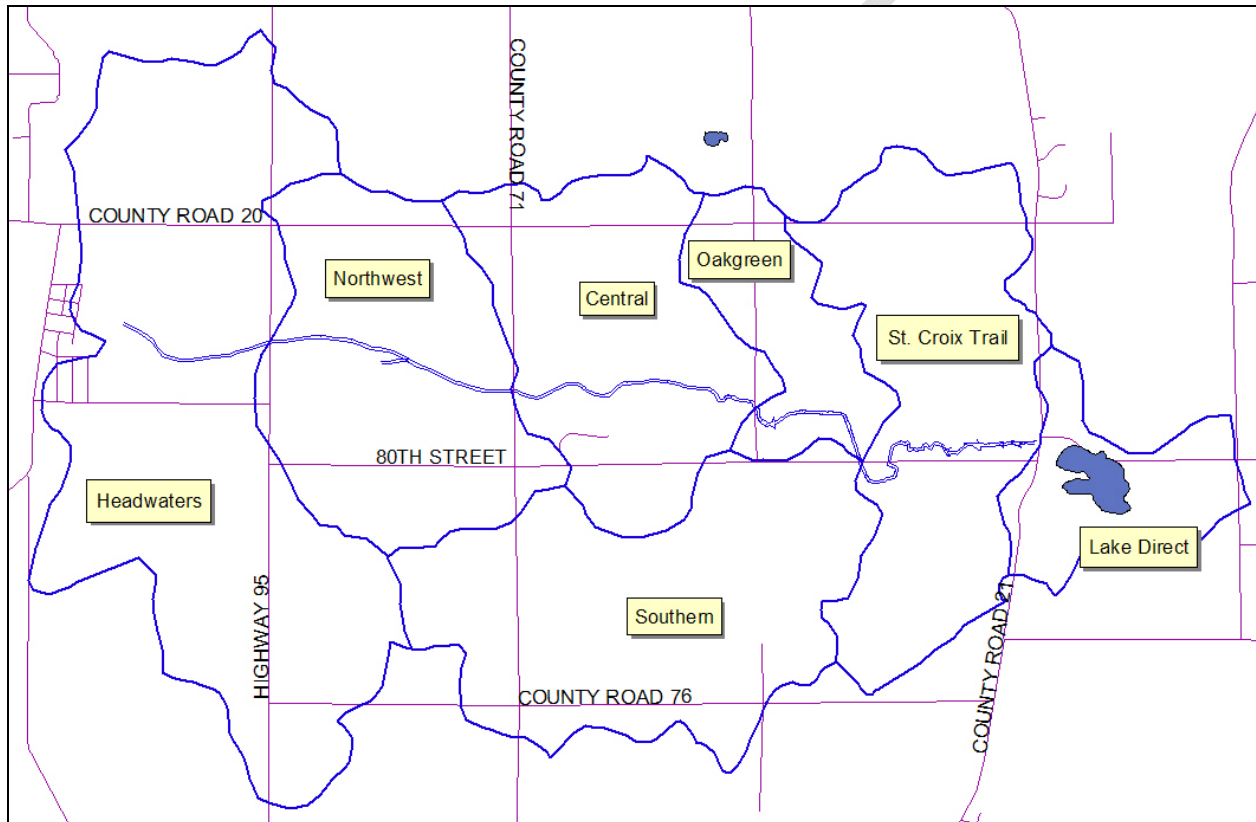 COUNTY ROAD 71
COUNTY ROAD 20
Northwest
Central
Oakgreen
St. Croix Trail
80TH STREET
Headwaters
Lake Direct
HIGHWAY 95
Southern
COUNTY ROAD 76
COUNTY ROAD 21